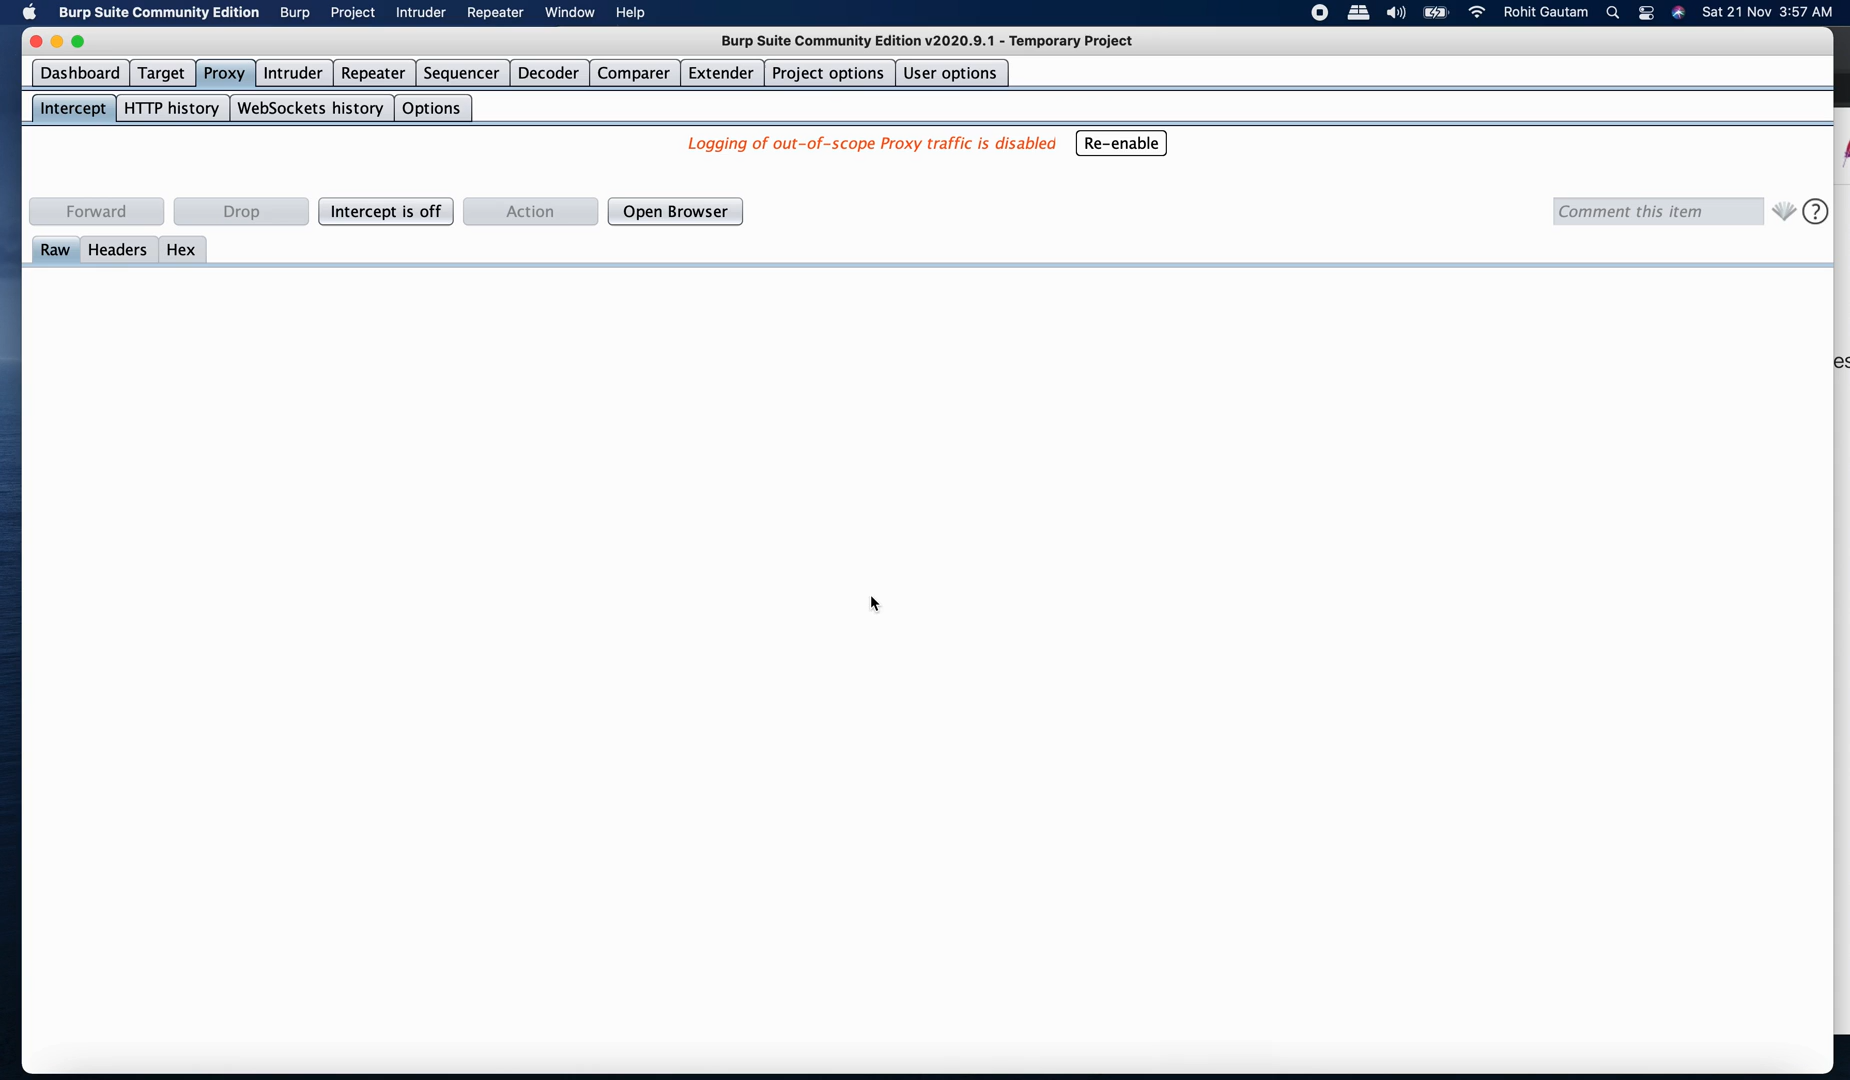 Burp Suite Community Edition Burp Project Intruder Repeater Window Help Rohit Gautam Sat 21 Nov 3:57 AM
Burp Suite Community Edition v2020.9.1 - Temporary Project
Dashboard Target Proxy Intruder Repeater Sequencer Decoder Comparer Extender Project options User options
Intercept HTTP history WebSockets history Options
Logging of out-of-scope Proxy traffic is disabled Re-enable
Forward Drop Intercept is off Action Open Browser Comment this item ?
Raw Headers Hex
es